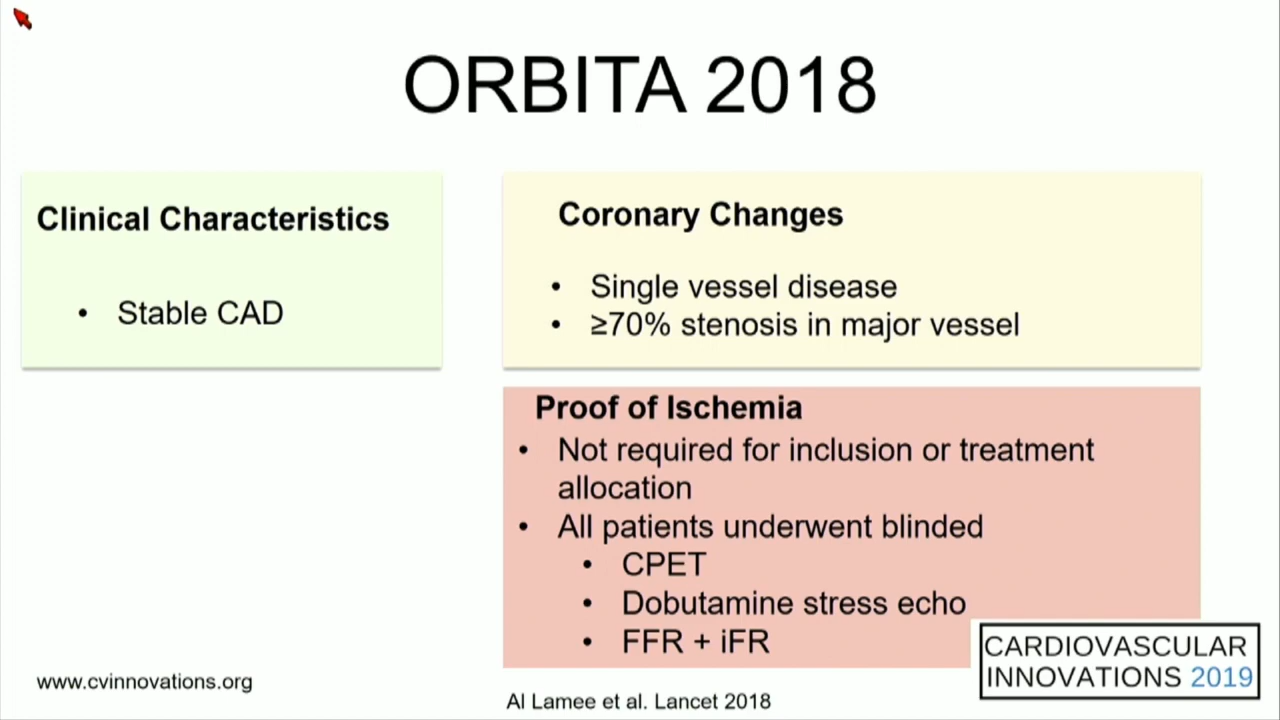 ORBITA 2018
Clinical Characteristics
• Stable CAD
Coronary Changes
• Single vessel disease
• ≥70% stenosis in major vessel
Proof of Ischemia
• Not required for inclusion or treatment
allocation
• All patients underwent blinded
• CPET
• Dobutamine stress echo
• FFR + iFR
CARDIOVASCULAR
INNOVATIONS 2019
www.cvinnovations.org
Al Lamee et al. Lancet 2018